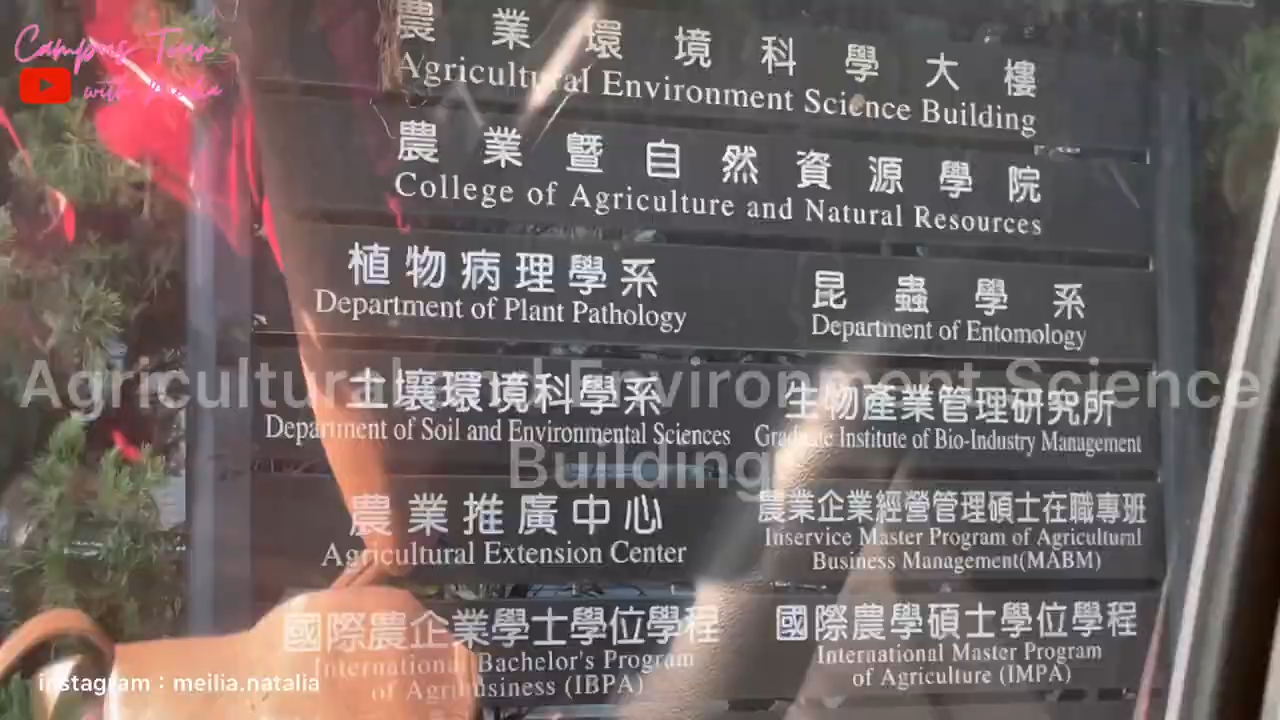 Campus Tour
with Meilia
農業環境科學大樓
Agricultural Environment Science Building
農業暨自然資源學院
College of Agriculture and Natural Resources
植物病理學系
Department of Plant Pathology
昆蟲學系
Department of Entomology
Agricultural and Environment Science
Building
土壤環境科學系
Department of Soil and Environmental Sciences
生物產業管理研究所
Graduate Institute of Bio-Industry Management
農業推廣中心
Agricultural Extension Center
農業企業經營管理碩士在職專班
Inservice Master Program of Agricultural
Business Management(MABM)
國際農企業學士學位學程
International Bachelor's Program
of Agribusiness (IBPA)
國際農學碩士學位學程
International Master Program
of Agriculture (IMPA)
instagram : meilia.natalia